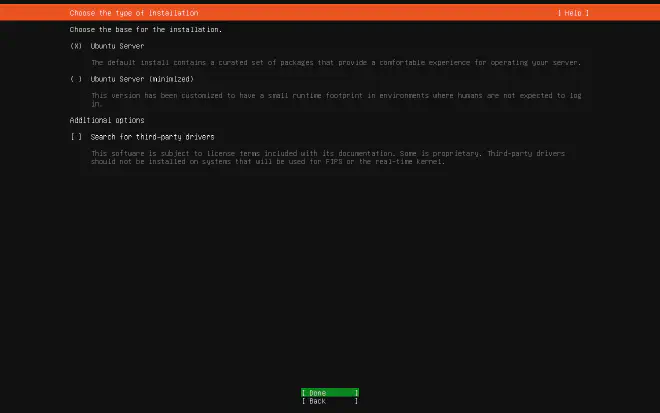 Choose the type of installation [ Help ]
Choose the base for the installation.
(X) Ubuntu Server
The default install contains a curated set of packages that provide a comfortable experience for operating your server.
( ) Ubuntu Server (minimized)
This version has been customized to have a small runtime footprint in environments where humans are not expected to log
in.
Additional options
[ ] Search for third-party drivers
This software is subject to license terms included with its documentation. Some is proprietary. Third-party drivers
should not be installed on systems that will be used for FIPS or the real-time kernel.
[ Done ]
[ Back ]